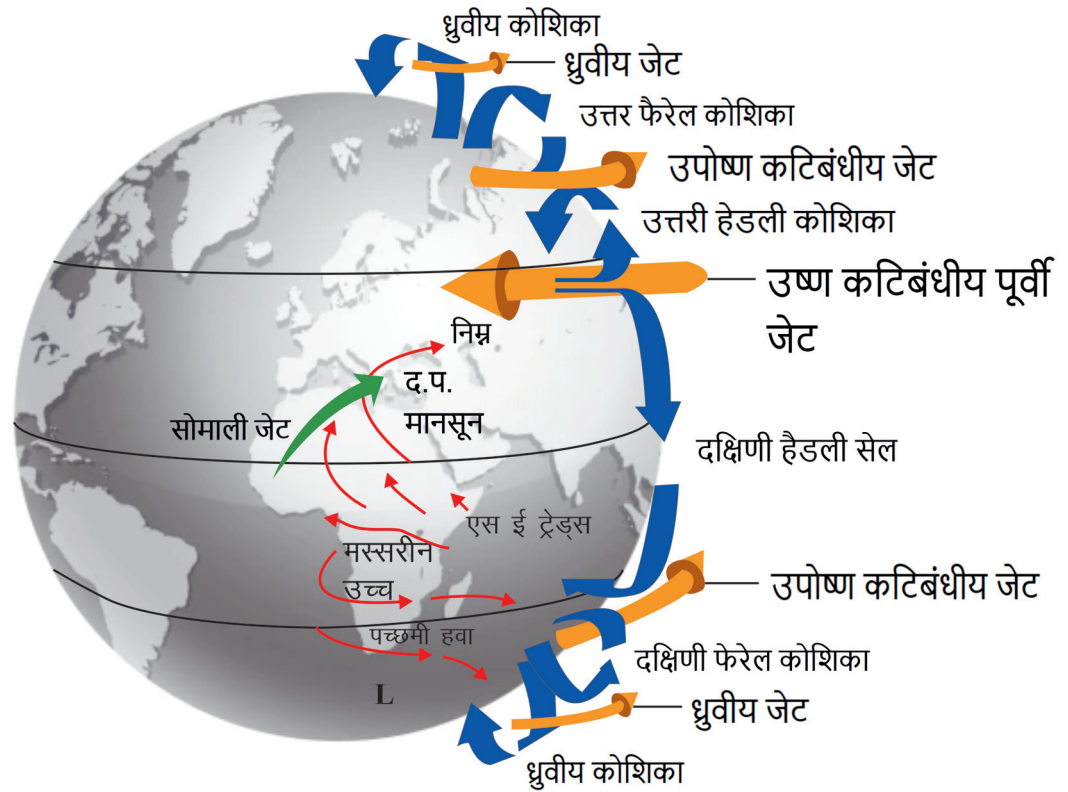 ध्रुवीय कोशिका
ध्रुवीय जेट
उत्तर फैरेल कोशिका
उपोष्ण कटिबंधीय जेट
उत्तरी हेडली कोशिका
उष्ण कटिबंधीय पूर्वी
जेट
निम्न
द.प.
मानसून
सोमाली जेट
दक्षिणी हैडली सेल
एस ई ट्रेड्स
मस्सरीन
उच्च
उपोष्ण कटिबंधीय जेट
पच्छमी हवा
दक्षिणी फेरेल कोशिका
L
ध्रुवीय जेट
ध्रुवीय कोशिका